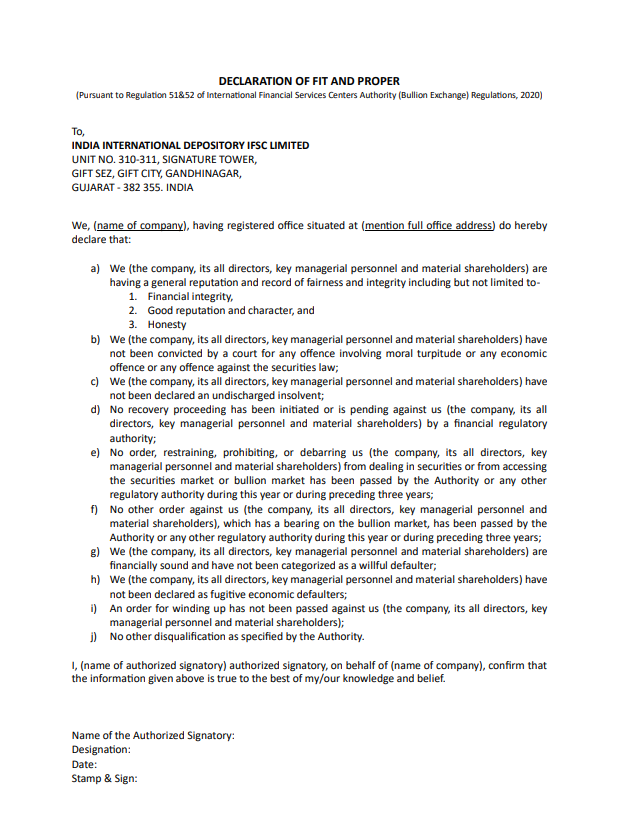 DECLARATION OF FIT AND PROPER
(Pursuant to Regulation 51&52 of International Financial Services Centers Authority (Bullion Exchange) Regulations, 2020)
To,
INDIA INTERNATIONAL DEPOSITORY IFSC LIMITED
UNIT NO. 310-311, SIGNATURE TOWER,
GIFT SEZ, GIFT CITY, GANDHINAGAR,
GUJARAT - 382 355. INDIA
We, (name of company), having registered office situated at (mention full office address) do hereby
declare that:
a) We (the company, its all directors, key managerial personnel and material shareholders) are
having a general reputation and record of fairness and integrity including but not limited to-
1. Financial integrity,
2. Good reputation and character, and
3. Honesty
b) We (the company, its all directors, key managerial personnel and material shareholders) have
not been convicted by a court for any offence involving moral turpitude or any economic
offence or any offence against the securities law;
c) We (the company, its all directors, key managerial personnel and material shareholders) have
not been declared an undischarged insolvent;
d) No recovery proceeding has been initiated or is pending against us (the company, its all
directors, key managerial personnel and material shareholders) by a financial regulatory
authority;
e) No order, restraining, prohibiting, or debarring us (the company, its all directors, key
managerial personnel and material shareholders) from dealing in securities or from accessing
the securities market or bullion market has been passed by the Authority or any other
regulatory authority during this year or during preceding three years;
f) No other order against us (the company, its all directors, key managerial personnel and
material shareholders), which has a bearing on the bullion market, has been passed by the
Authority or any other regulatory authority during this year or during preceding three years;
g) We (the company, its all directors, key managerial personnel and material shareholders) are
financially sound and have not been categorized as a willful defaulter;
h) We (the company, its all directors, key managerial personnel and material shareholders) have
not been declared as fugitive economic defaulters;
i) An order for winding up has not been passed against us (the company, its all directors, key
managerial personnel and material shareholders);
j) No other disqualification as specified by the Authority.
I, (name of authorized signatory) authorized signatory, on behalf of (name of company), confirm that
the information given above is true to the best of my/our knowledge and belief.
Name of the Authorized Signatory:
Designation:
Date:
Stamp & Sign: